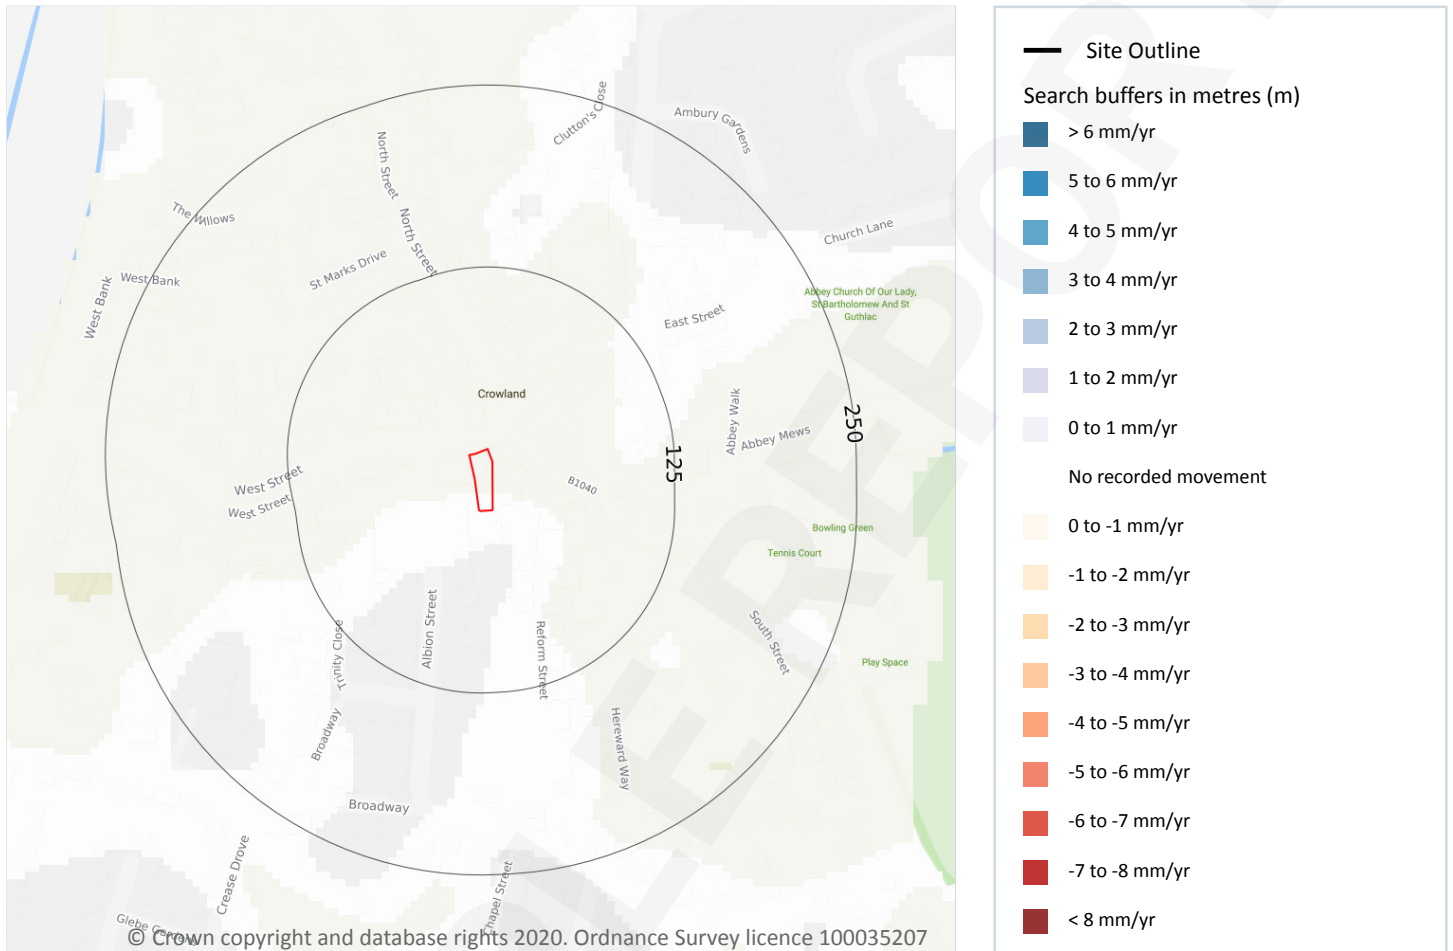 Clutton's Close
Ambury Gardens
North Street
The Willows
North Street
Church Lane
St Marks Drive
West Bank
West Bank
Abbey Church Of Our Lady,
St Bartholomew And St
Guthlac
East Street
Crowland
Abbey Walk
250
Abbey Mews
125
West Street
B1040
West Street
Bowling Green
Tennis Court
Albion Street
Trinity Close
Reform Street
South Street
Play Space
Broadway
Hereward Way
Broadway
Crease Drove
Chapel Street
Glebe Gardens
© Crown copyright and database rights 2020. Ordnance Survey licence 100035207
Site Outline
Search buffers in metres (m)
> 6 mm/yr
5 to 6 mm/yr
4 to 5 mm/yr
3 to 4 mm/yr
2 to 3 mm/yr
1 to 2 mm/yr
0 to 1 mm/yr
No recorded movement
0 to -1 mm/yr
-1 to -2 mm/yr
-2 to -3 mm/yr
-3 to -4 mm/yr
-4 to -5 mm/yr
-5 to -6 mm/yr
-6 to -7 mm/yr
-7 to -8 mm/yr
< 8 mm/yr